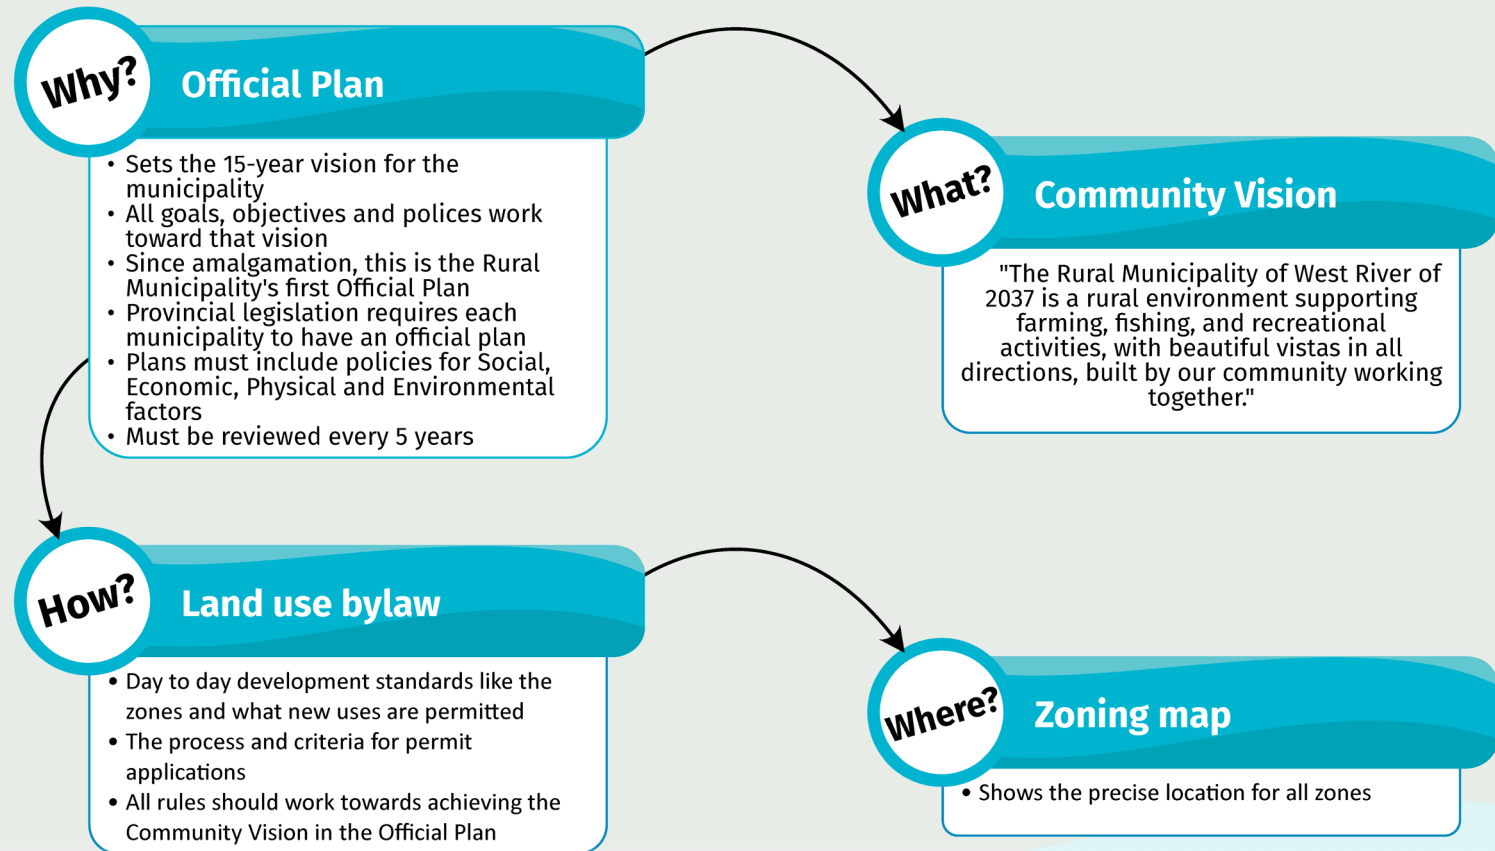 Why?
Official Plan
• Sets the 15-year vision for the
municipality
• All goals, objectives and polices work
toward that vision
• Since amalgamation, this is the Rural
Municipality's first Official Plan
• Provincial legislation requires each
municipality to have an official plan
• Plans must include policies for Social,
Economic, Physical and Environmental
factors
• Must be reviewed every 5 years
What?
Community Vision
"The Rural Municipality of West River of
2037 is a rural environment supporting
farming, fishing, and recreational
activities, with beautiful vistas in all
directions, built by our community working
together."
How?
Land use bylaw
• Day to day development standards like the
zones and what new uses are permitted
• The process and criteria for permit
applications
• All rules should work towards achieving the
Community Vision in the Official Plan
Where?
Zoning map
• Shows the precise location for all zones